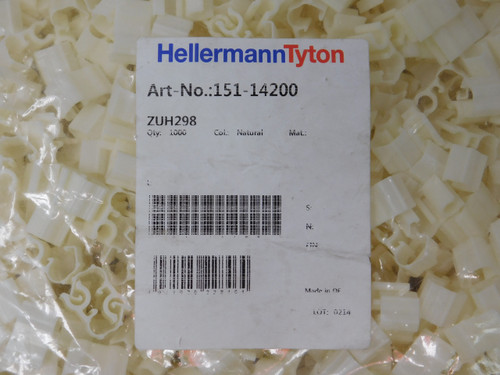 HellermannTyton
Art-No.:151-14200
ZUH298
Qty: 1000 Col.: Natural Mat.:
Made in DE
LOT: 0214